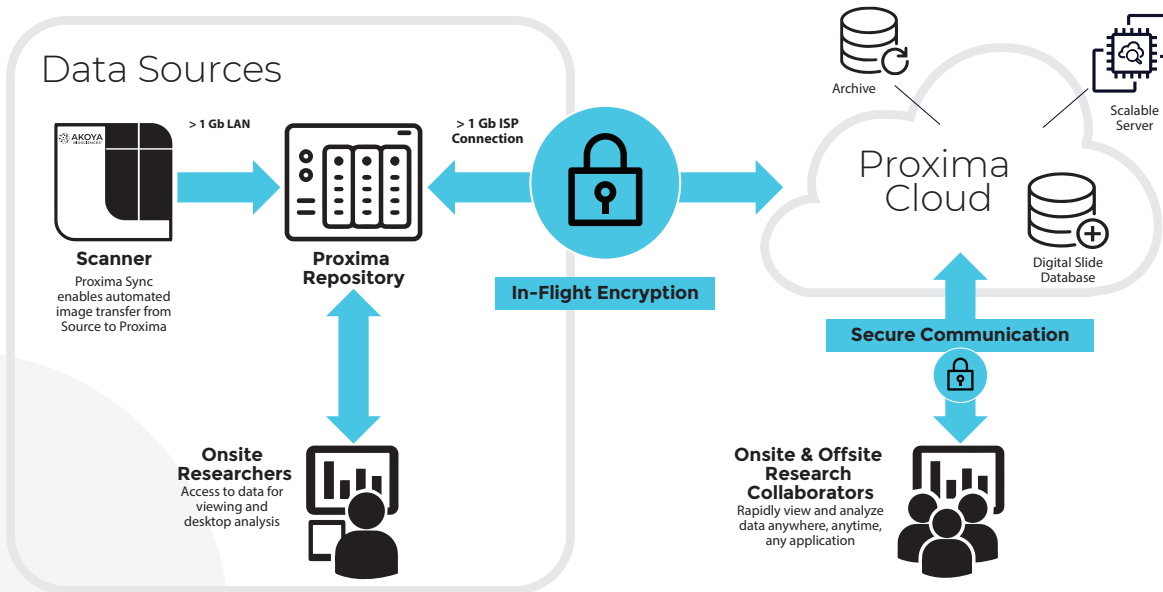 Data Sources
> 1 Gb LAN
> 1 Gb ISP
Connection
AKOYA
BIOSCIENCES
Scanner
Proxima Sync
enables automated
image transfer from
Source to Proxima
Proxima
Repository
In-Flight Encryption
Archive
Scalable
Server
Proxima
Cloud
Digital Slide
Database
Secure Communication
Onsite
Researchers
Access to data for
viewing and
desktop analysis
Onsite & Offsite
Research
Collaborators
Rapidly view and analyze
data anywhere, anytime,
any application